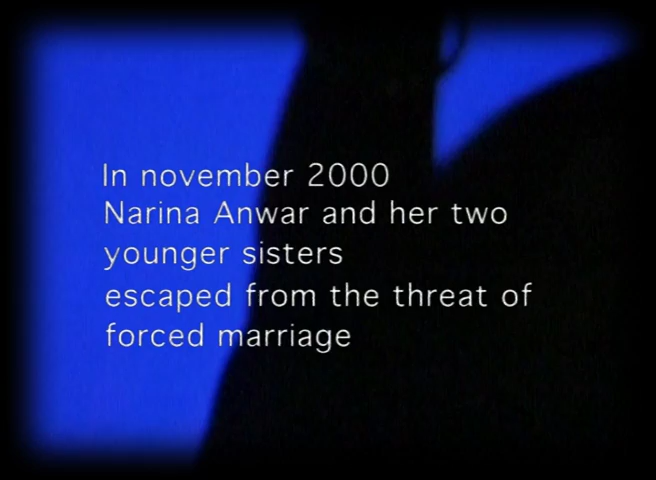 In november 2000
Narina Anwar and her two
younger sisters
escaped from the threat of
forced marriage